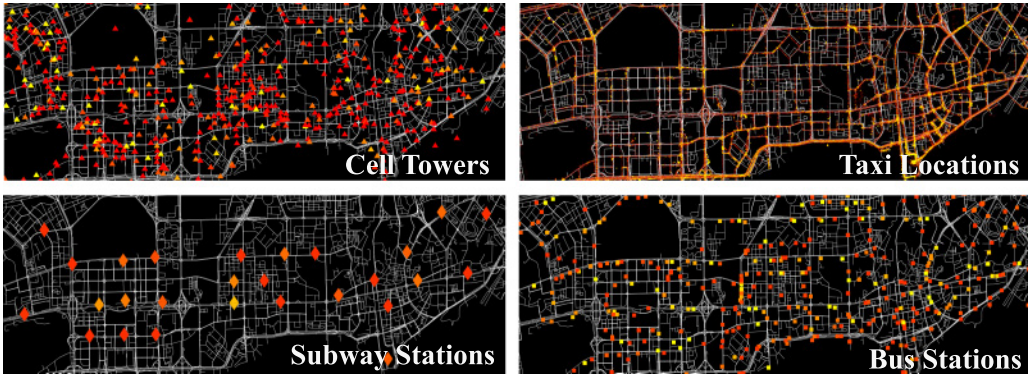 Cell Towers
Taxi Locations
Subway Stations
Bus Stations